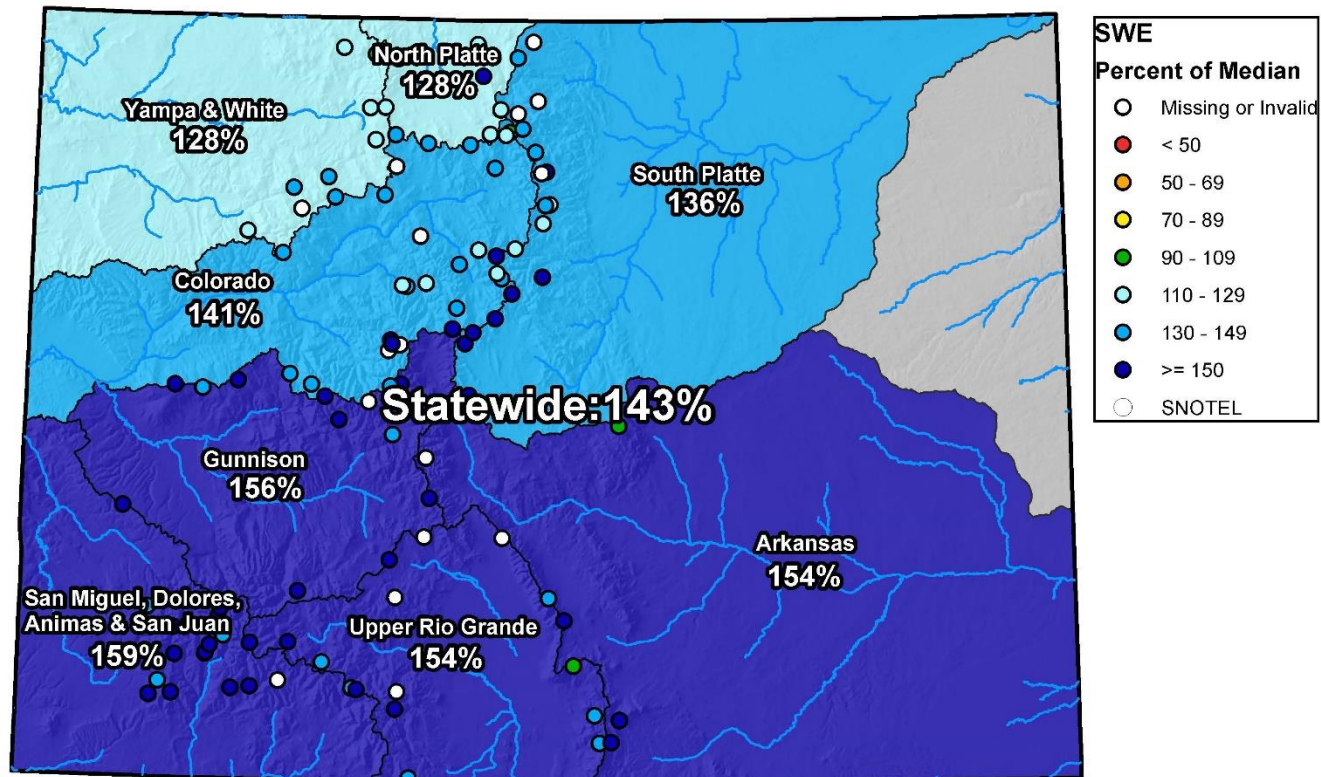 North Platte
128%
Yampa & White
128%
South Platte
136%
Colorado
141%
Statewide:143%
Gunnison
156%
Arkansas
154%
San Miguel, Dolores,
Animas & San Juan
159%
Upper Rio Grande
154%
SWE
Percent of Median
Missing or Invalid
< 50
50 - 69
70 - 89
90 - 109
110 - 129
130 - 149
>= 150
SNOTEL